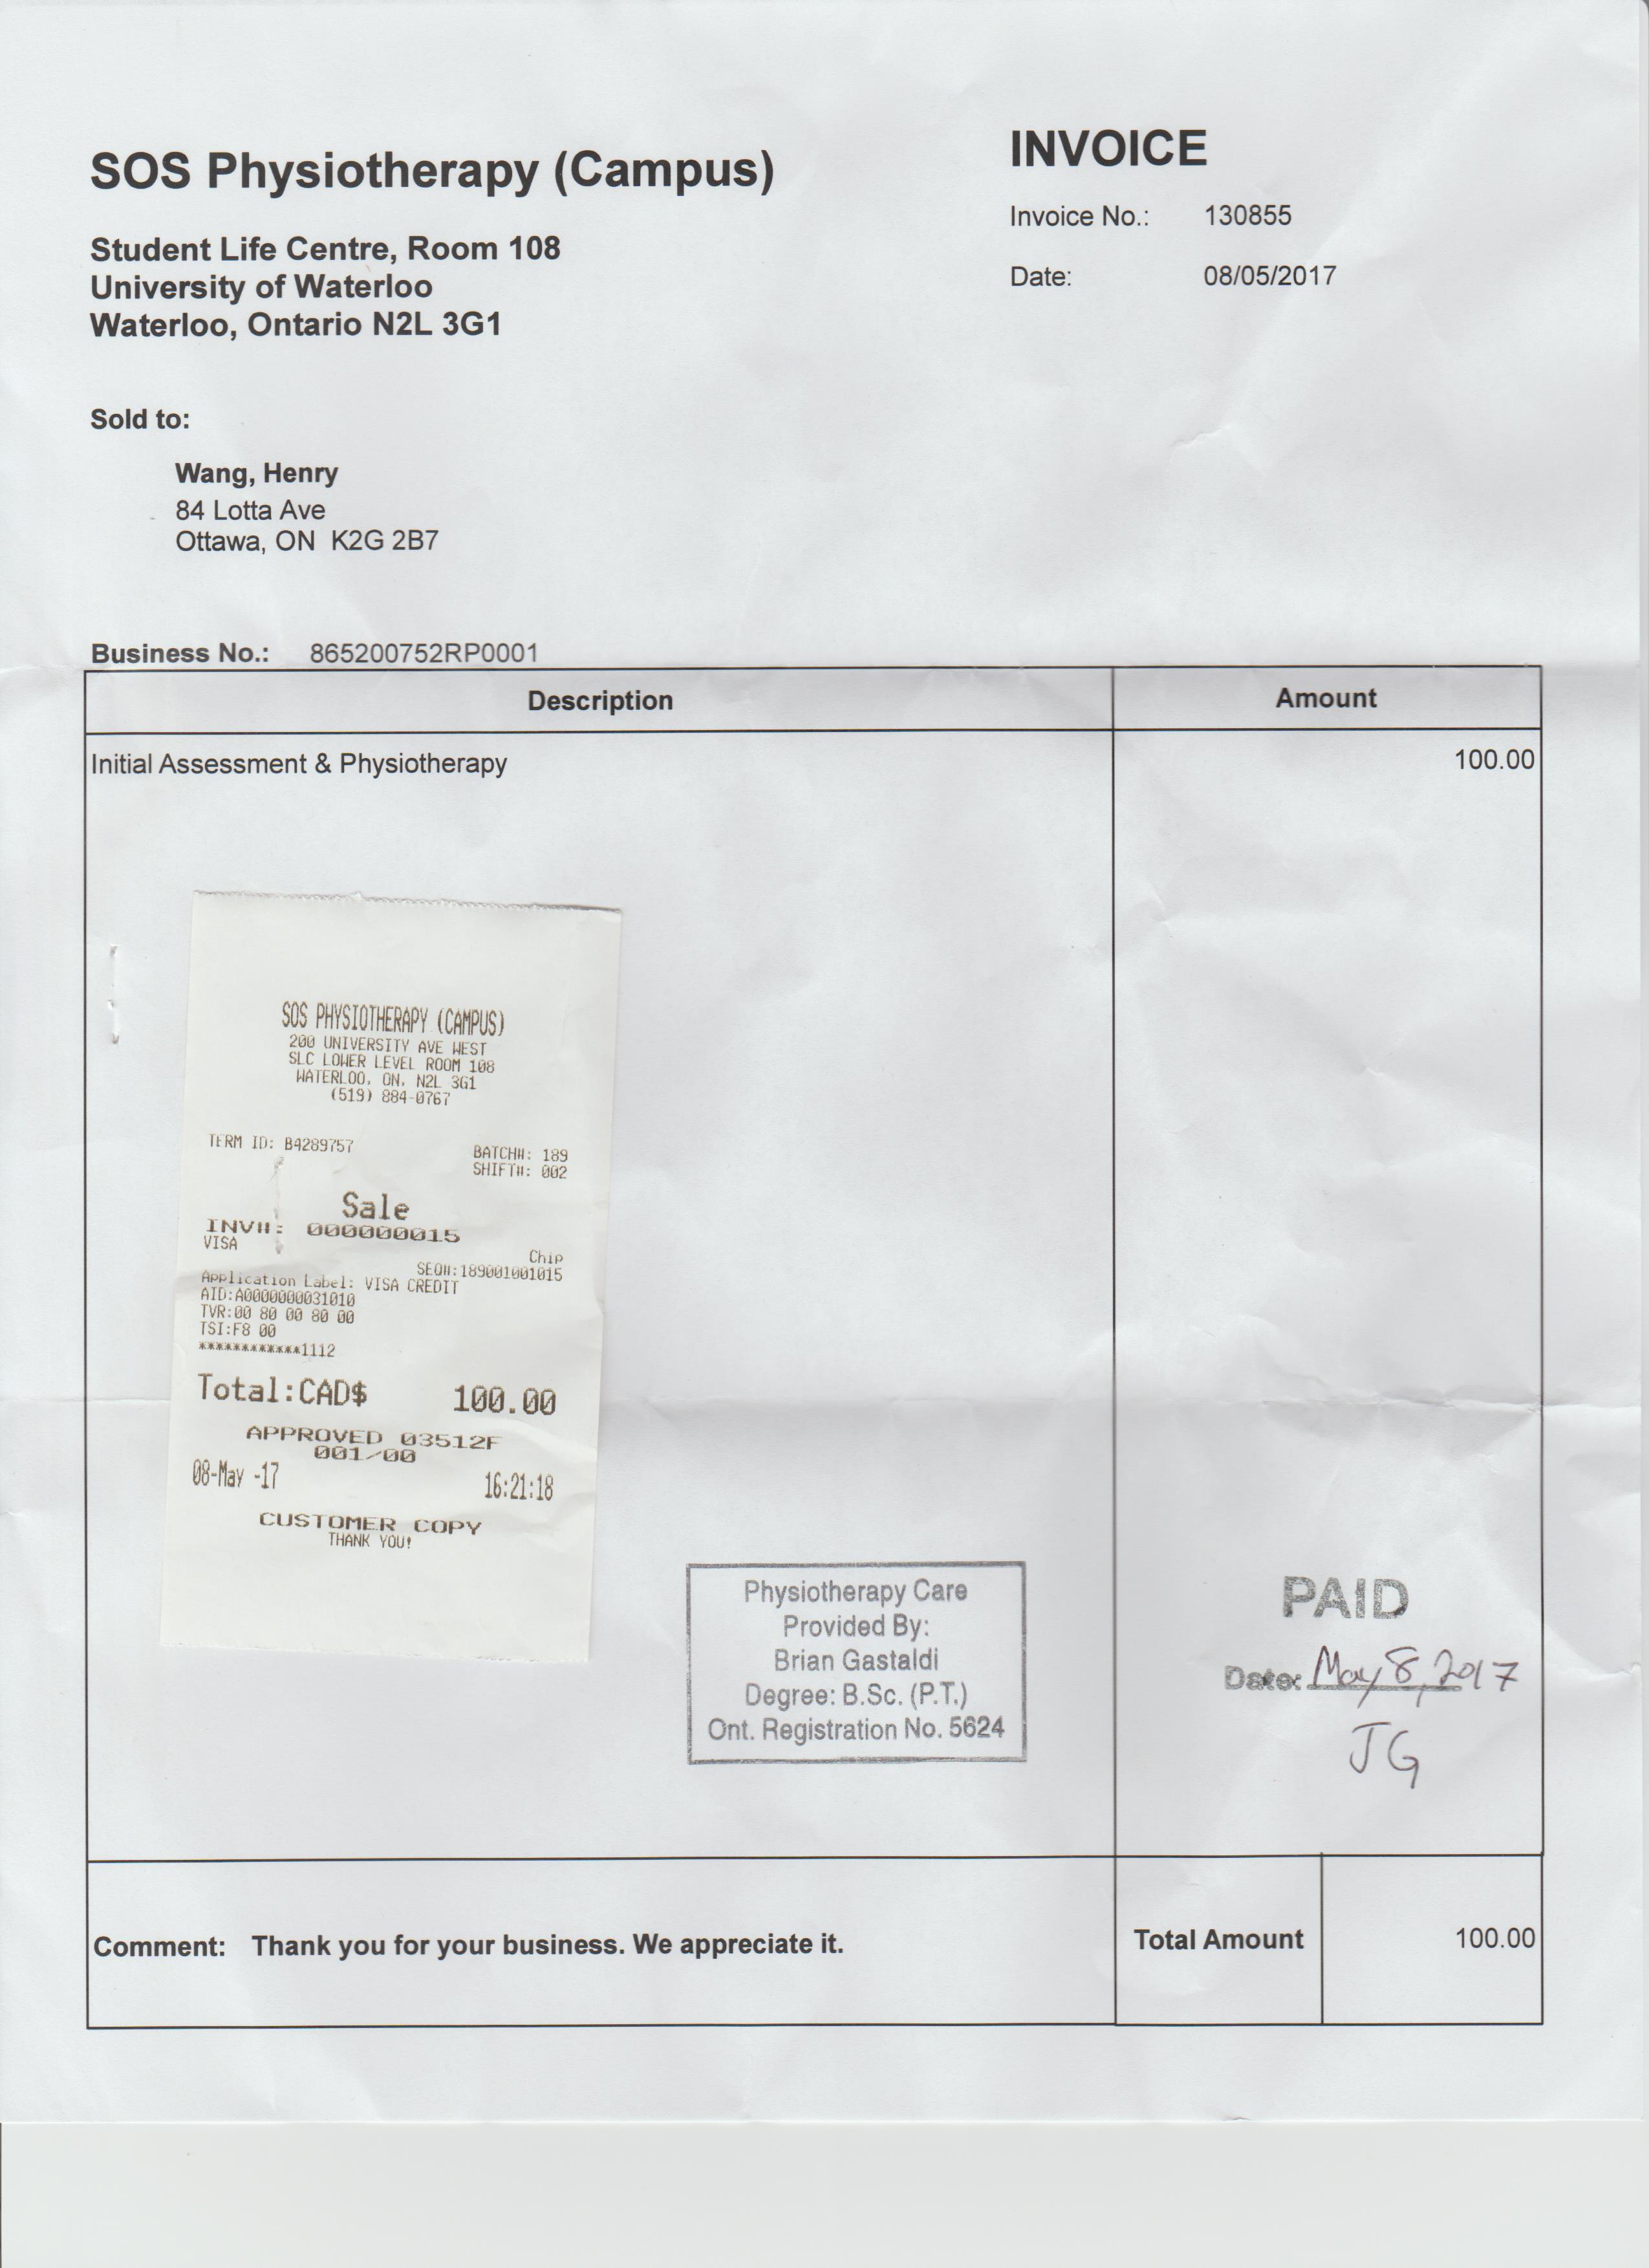 SOS Physiotherapy (Campus)
Student Life Centre, Room 108
University of Waterloo
Waterloo, Ontario N2L 3G1
INVOICE
Invoice No.: 130855
Date: 08/05/2017
Sold to:
Wang, Henry
84 Lotta Ave
Ottawa, ON K2G 2B7
Business No.: 865200752RP0001
Description Amount
Initial Assessment & Physiotherapy 100.00
SOS PHYSIOTHERAPY (CAMPUS)
200 UNIVERSITY AVE WEST
SLC LOWER LEVEL ROOM 108
WATERLOO, ON, N2L 3G1
(519) 884-0767
TERM ID: B4289757
BATCH#: 189
SHIFT#: 002
Sale
INV#: 000000015
VISA Chip
SEQ#:189001001015
Application Label: VISA CREDIT
AID:A0000000031010
TVR:00 80 00 80 00
TSI:F8 00
************1112
Total:CAD$ 100.00
APPROVED 03512F
001/00
08-May -17 16:21:18
CUSTOMER COPY
THANK YOU!
Physiotherapy Care
Provided By:
Brian Gastaldi
Degree: B.Sc. (P.T.)
Ont. Registration No. 5624
PAID
Date: May 8, 2017
JG
Comment: Thank you for your business. We appreciate it.
Total Amount 100.00